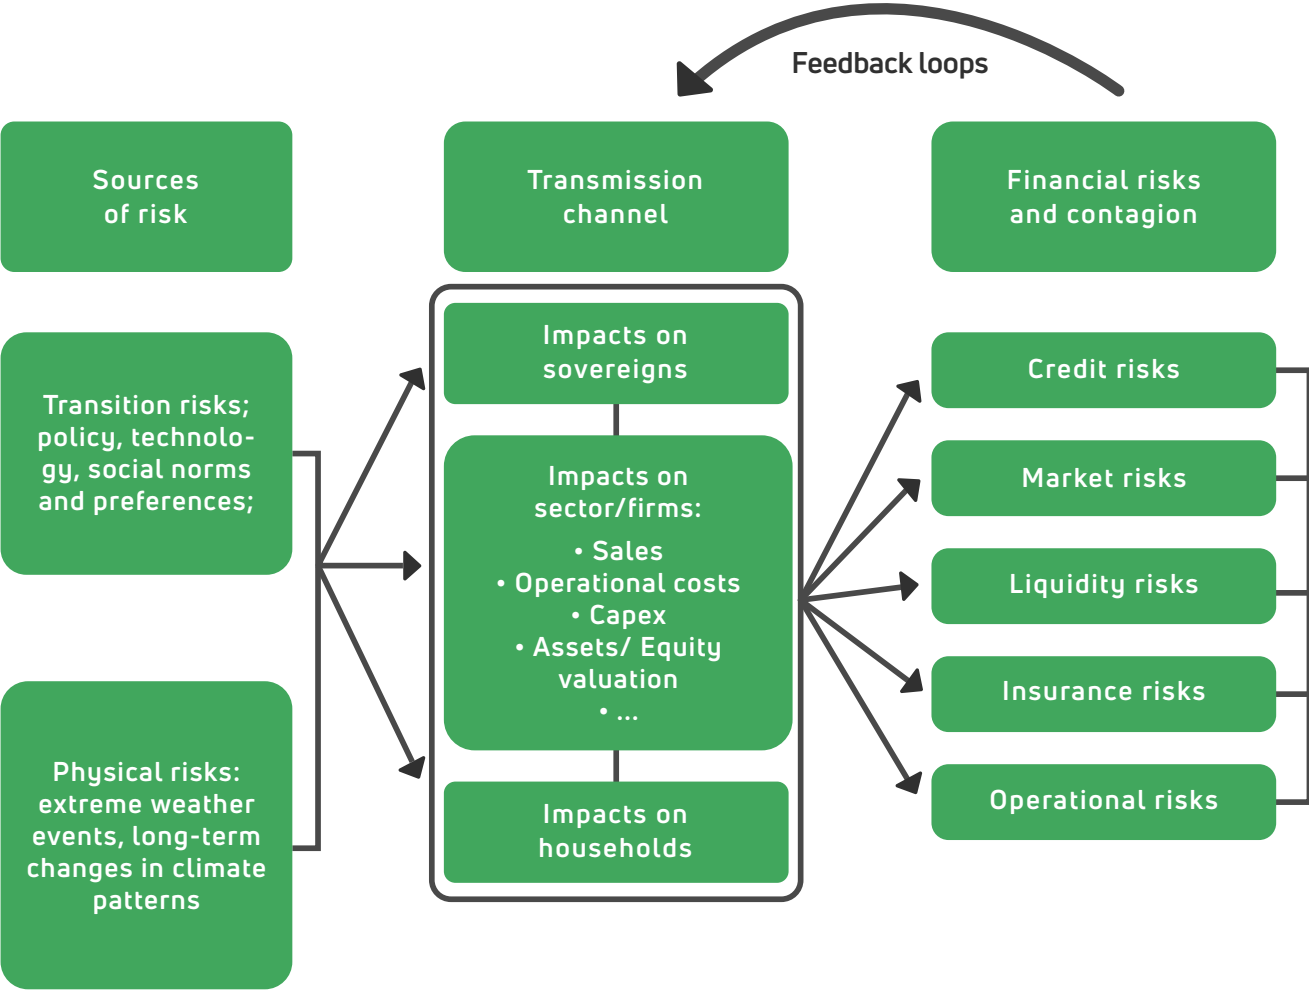 Feedback loops
Sources
of risk
Transmission
channel
Financial risks
and contagion
Transition risks;
policy, technolo-
gy, social norms
and preferences;
Physical risks:
extreme weather
events, long-term
changes in climate
patterns
Impacts on
sovereigns
Impacts on
sector/firms:
• Sales
• Operational costs
• Capex
• Assets/ Equity
valuation
• ...
Impacts on
households
Credit risks
Market risks
Liquidity risks
Insurance risks
Operational risks